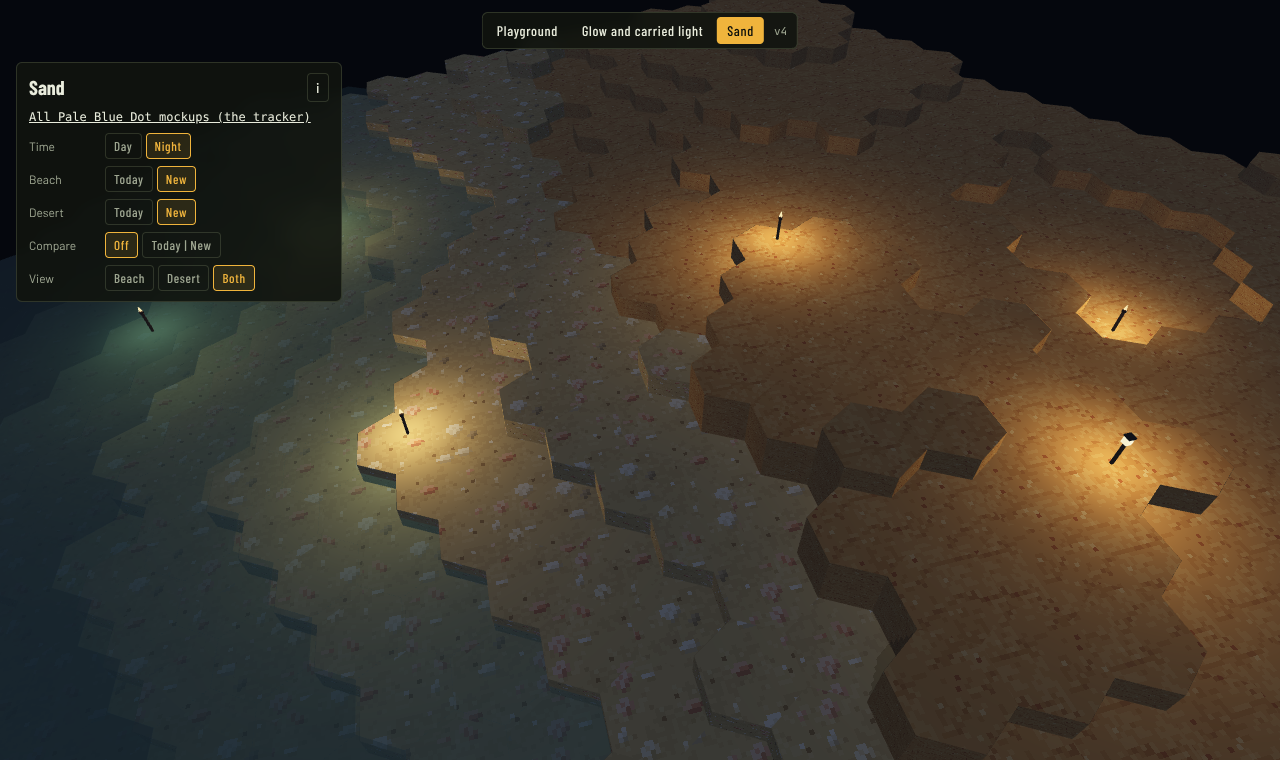 Playground Glow and carried light Sand v4
Sand i
All Pale Blue Dot mockups (the tracker)
Time Day Night
Beach Today New
Desert Today New
Compare Off Today | New
View Beach Desert Both